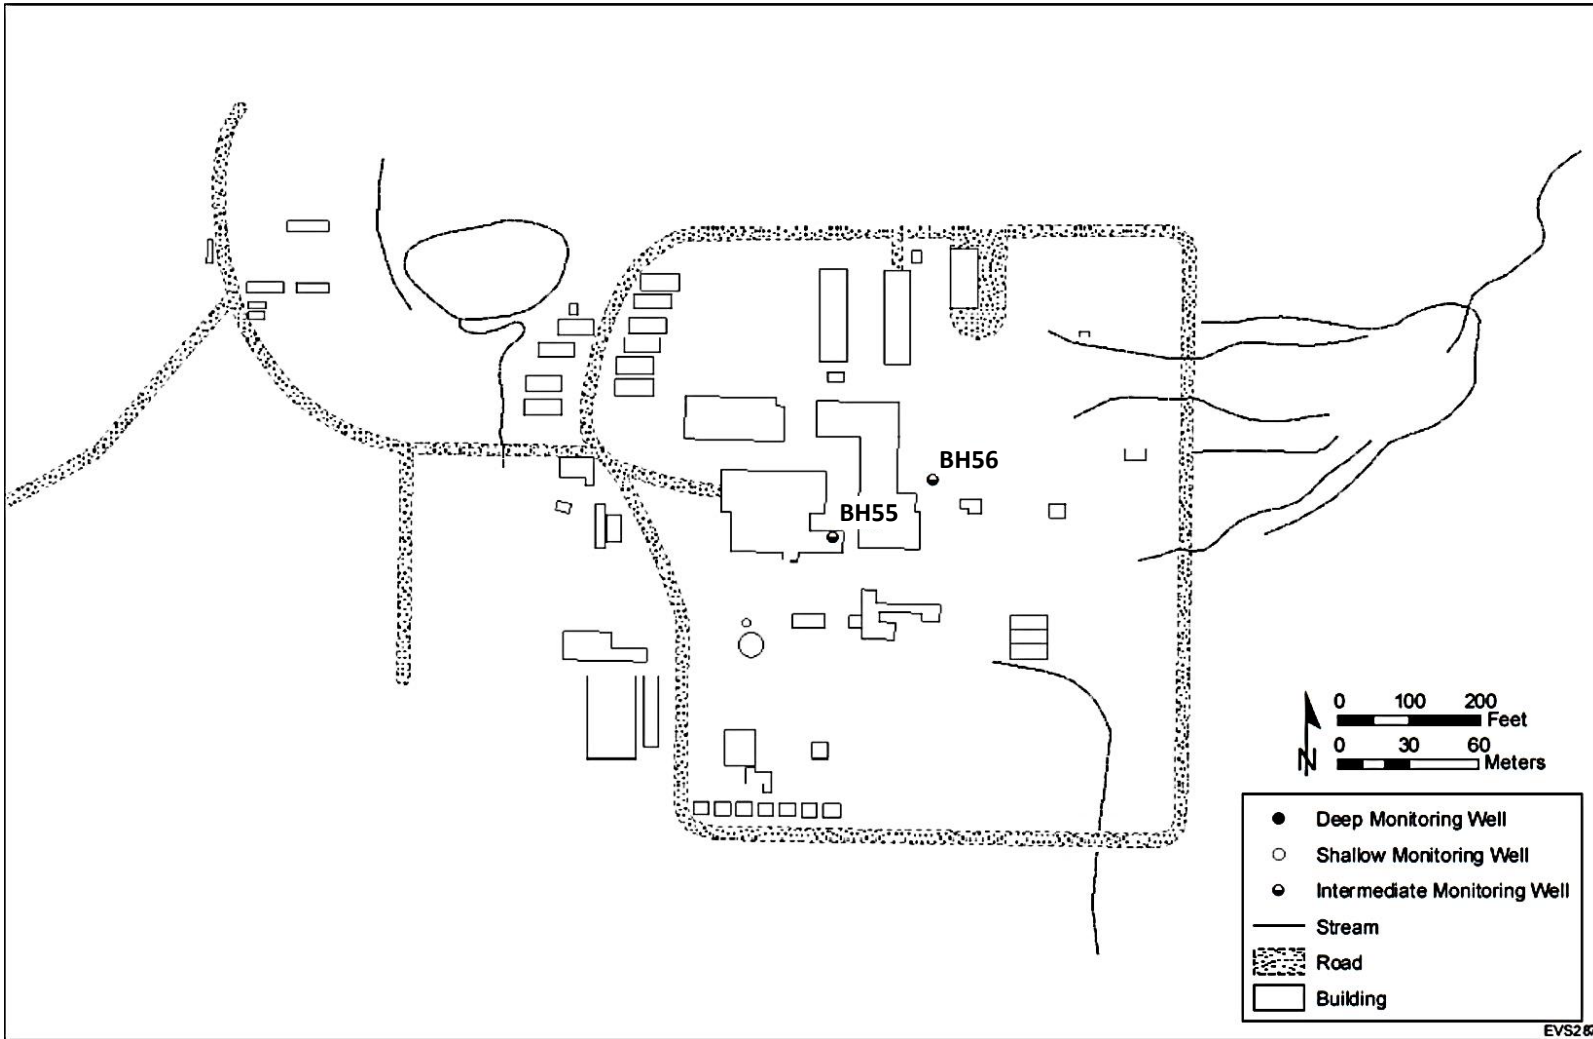 BH56
BH55
0 100 200
Feet
0 30 60
Meters
N
Deep Monitoring Well
Shallow Monitoring Well
Intermediate Monitoring Well
Stream
Road
Building